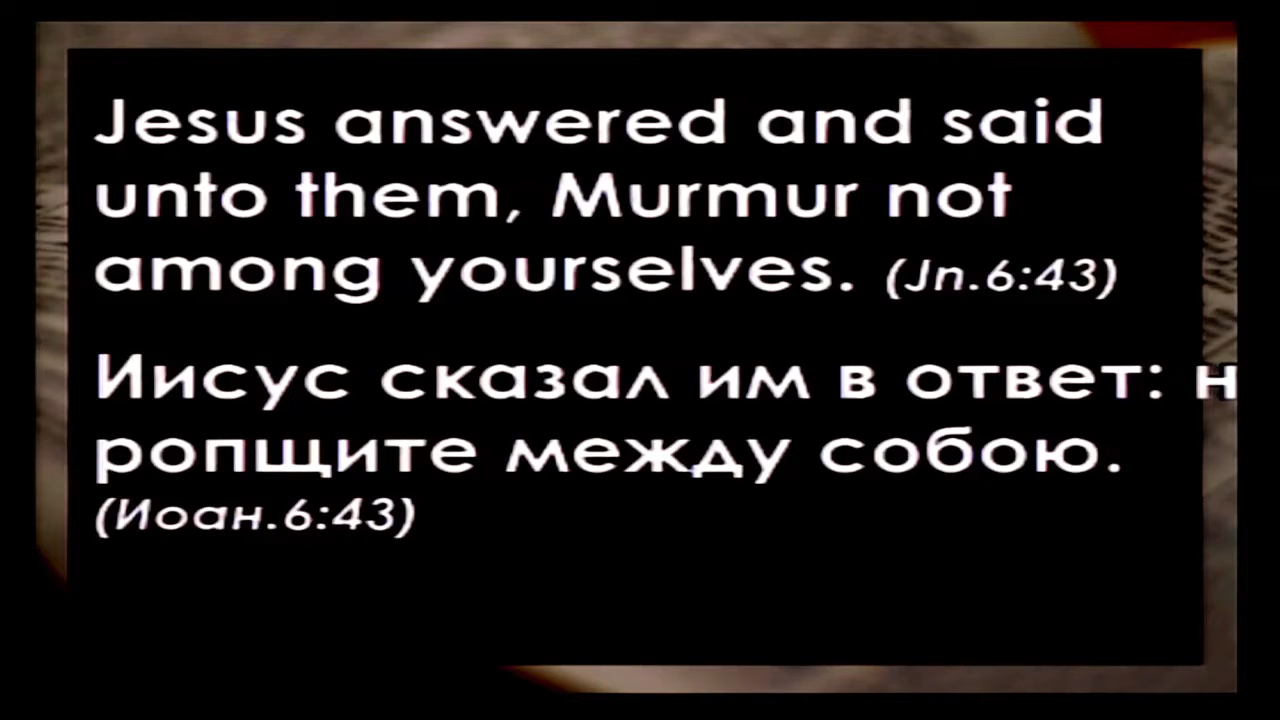 Jesus answered and said
unto them, Murmur not
among yourselves. (Jn.6:43)
Иисус сказал им в ответ: н
ропщите между собою.
(Иоан.6:43)